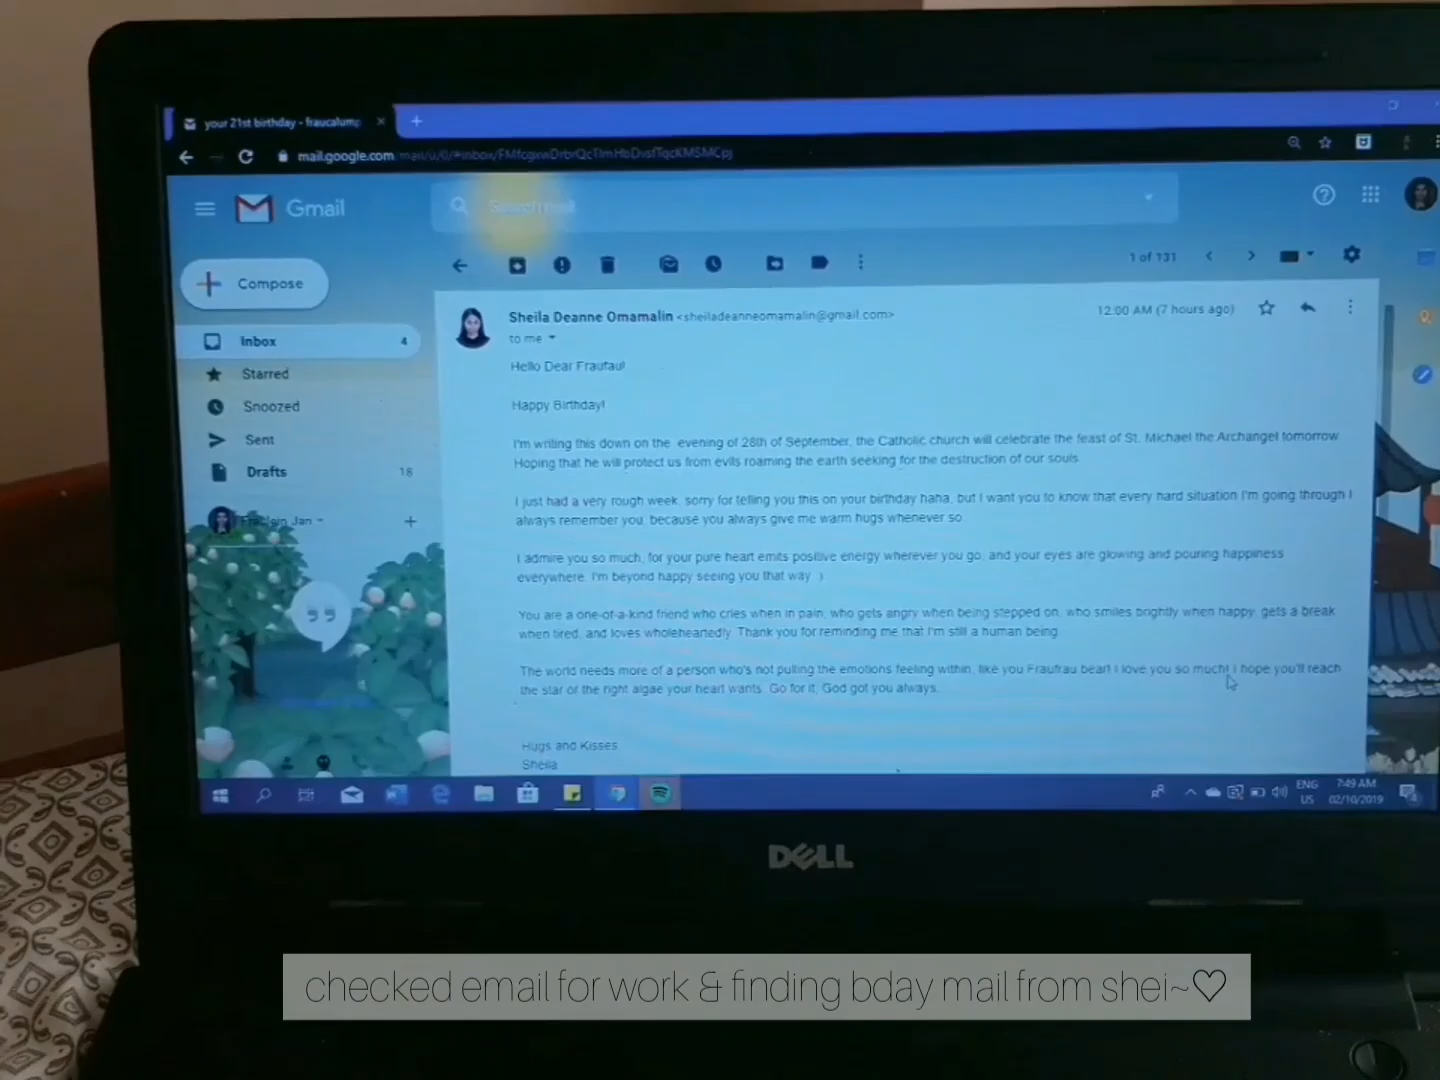 your 21st birthday - fraucalump
mail.google.com/mail/u/0/#inbox/FMfcgxwDrbrQcTlmHbDvsfTqcKMSMCpj
Gmail
Search mail
1 of 131
Compose
Sheila Deanne Omamalin <sheiladeanneomamalin@gmail.com>
12:00 AM (7 hours ago)
to me
Inbox 4
Starred
Snoozed
Sent
Drafts 18
Jan
Hello Dear Fraufau!
Happy Birthday!
I'm writing this down on the evening of 28th of September, the Catholic church will celebrate the feast of St. Michael the Archangel tomorrow.
Hoping that he will protect us from evils roaming the earth seeking for the destruction of our souls.
I just had a very rough week, sorry for telling you this on your birthday haha, but I want you to know that every hard situation I'm going through I
always remember you, because you always give me warm hugs whenever so.
I admire you so much, for your pure heart emits positive energy wherever you go, and your eyes are glowing and pouring happiness
everywhere. I'm beyond happy seeing you that way :)
You are a one-of-a-kind friend who cries when in pain, who gets angry when being stepped on, who smiles brightly when happy, gets a break
when tired, and loves wholeheartedly. Thank you for reminding me that I'm still a human being.
The world needs more of a person who's not pulling the emotions feeling within, like you Fraufrau bear! I love you so much! I hope you'll reach
the star or the right algae your heart wants. Go for it, God got you always.
Hugs and Kisses
Sheila
ENG
US
7:49 AM
02/10/2019
DELL
checked email for work & finding bday mail from shei~♡